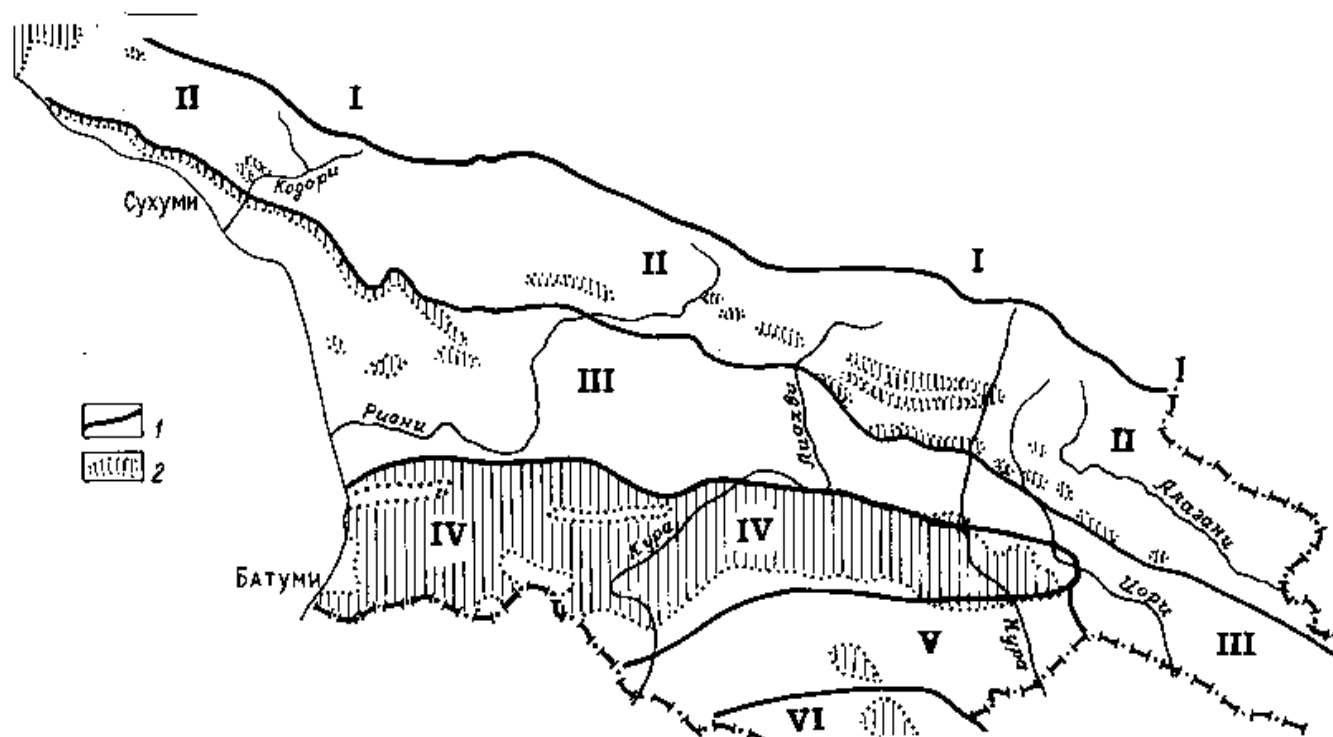 I
II
Кодори
Сухуми
II
I
I
III
Риони
Лиахви
II
Алазани
1
2
IV
Кура
IV
Батуми
Иори
Кура
V
III
VI